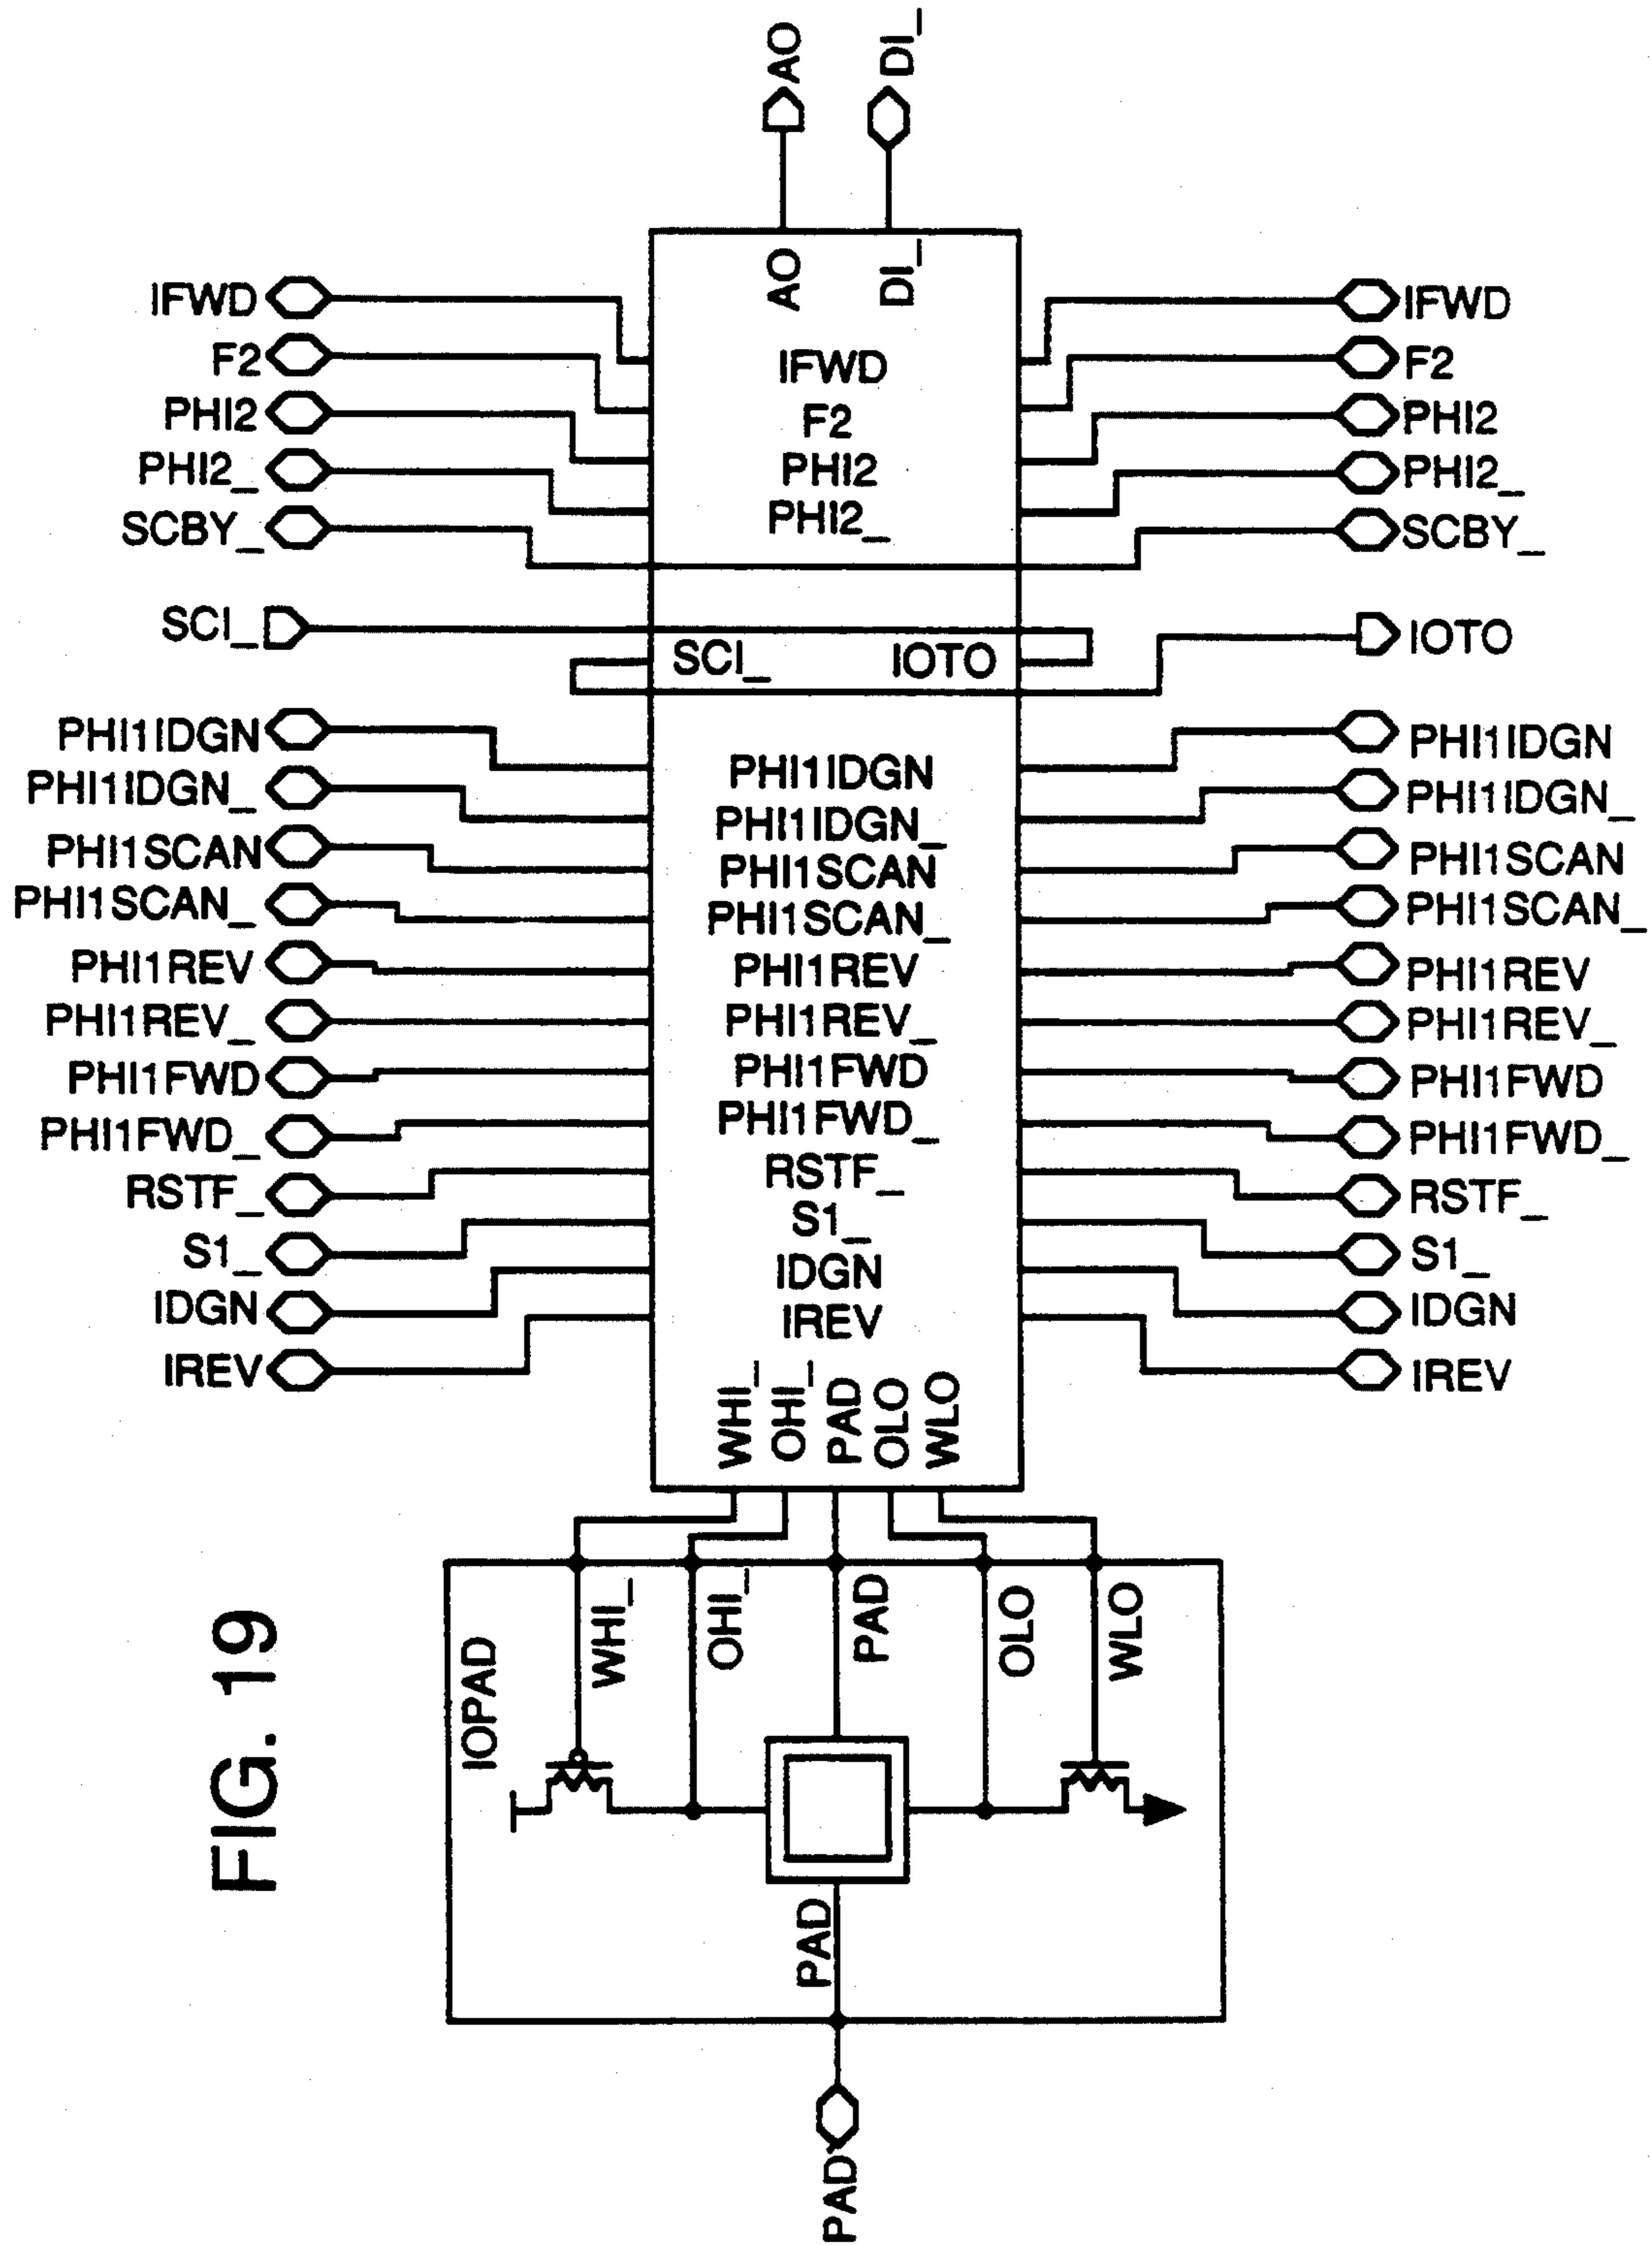 AO
DI_
AO
DI_
IFWD
IFWD
IFWD
F2
F2
F2
PHI2
PHI2
PHI2
PHI2_
PHI2_
PHI2_
SCBY_
SCBY_
SCI_
IOTO
SCI_
IOTO
PHI1IDGN
PHI1IDGN
PHI1IDGN
PHI1IDGN_
PHI1IDGN_
PHI1IDGN_
PHI1SCAN
PHI1SCAN
PHI1SCAN
PHI1SCAN_
PHI1SCAN_
PHI1SCAN_
PHI1REV
PHI1REV
PHI1REV
PHI1REV_
PHI1REV_
PHI1REV_
PHI1FWD
PHI1FWD
PHI1FWD
PHI1FWD_
PHI1FWD_
PHI1FWD_
RSTF_
RSTF_
RSTF_
S1_
S1_
S1_
IDGN
IDGN
IDGN
IREV
IREV
IREV
WHI_
OHI_
PAD
OLO
WLO
FIG. 19
IOPAD
WHI_
OHI_
PAD
OLO
WLO
PAD
PAD